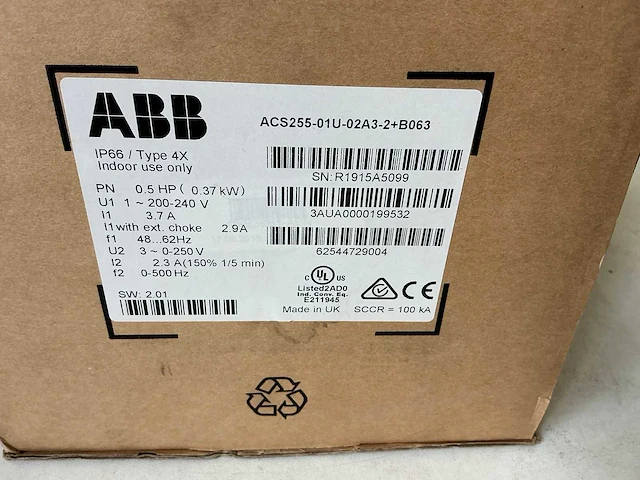 ABB
ACS255-01U-02A3-2+B063
IP66 / Type 4X
Indoor use only
PN 0.5 HP ( 0.37 kW)
U1 1 ~ 200-240 V
I1 3.7 A
I1 with ext. choke 2.9A
f1 48...62Hz
U2 3 ~ 0-250 V
I2 2.3 A(150% 1/5 min)
f2 0-500 Hz
SW: 2.01
SN: R1915A5099
3AUA0000199532
62544729004
C UL US
Listed2AD0
Ind. Conv. Eq.
E211945
CE
Made in UK SCCR = 100 kA